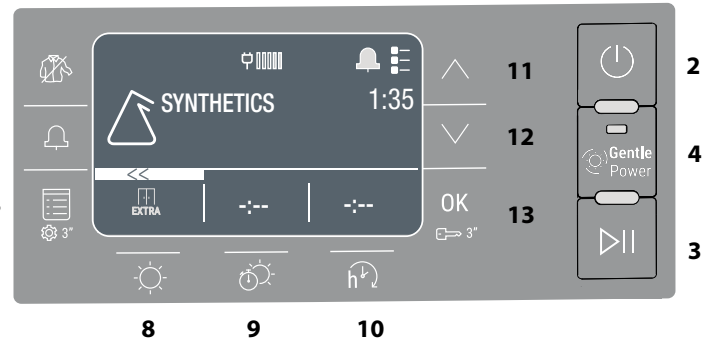 SYNTHETICS
1:35
<<
EXTRA
-:--
-:--
3"
OK
3"
h
Gentle
Power
11
12
13
2
4
3
8
9
10